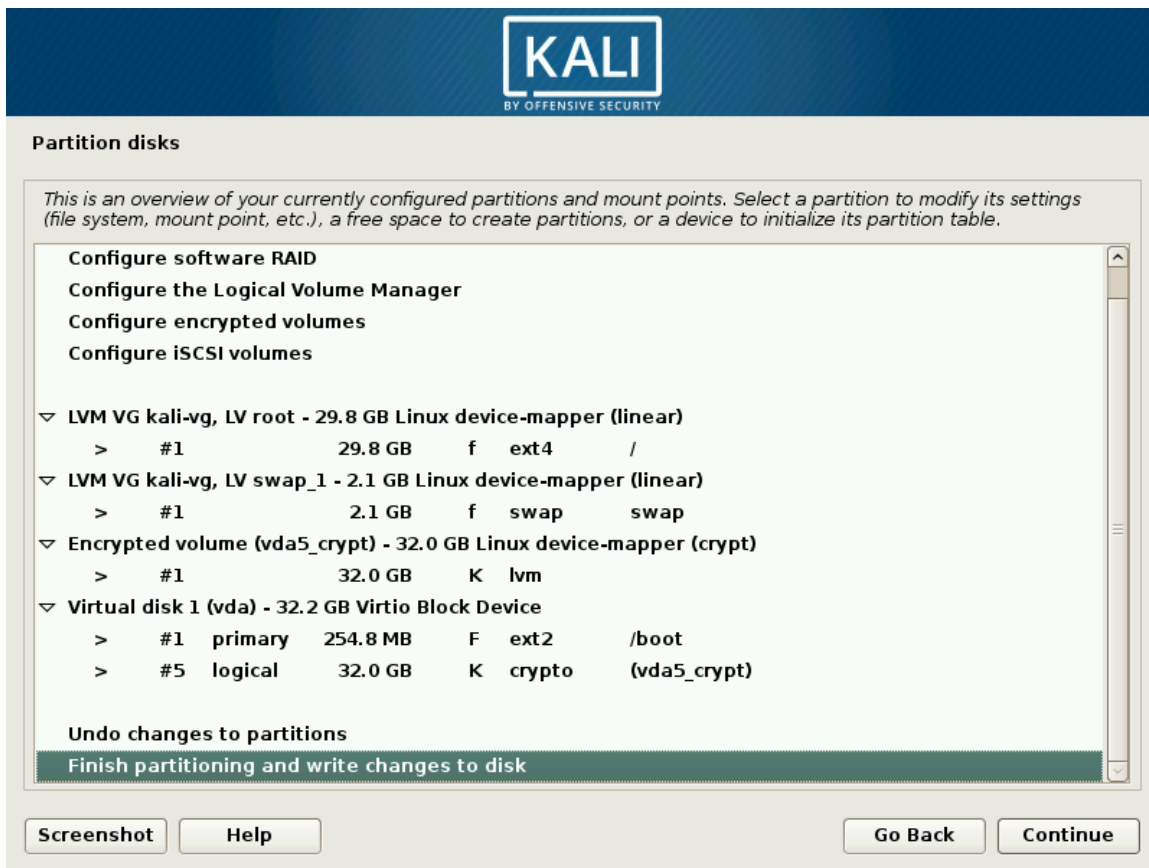 KALI
BY OFFENSIVE SECURITY
Partition disks
This is an overview of your currently configured partitions and mount points. Select a partition to modify its settings
(file system, mount point, etc.), a free space to create partitions, or a device to initialize its partition table.
Configure software RAID
Configure the Logical Volume Manager
Configure encrypted volumes
Configure iSCSI volumes
LVM VG kali-vg, LV root - 29.8 GB Linux device-mapper (linear)
> #1 29.8 GB f ext4 /
LVM VG kali-vg, LV swap_1 - 2.1 GB Linux device-mapper (linear)
> #1 2.1 GB f swap swap
Encrypted volume (vda5_crypt) - 32.0 GB Linux device-mapper (crypt)
> #1 32.0 GB K lvm
Virtual disk 1 (vda) - 32.2 GB Virtio Block Device
> #1 primary 254.8 MB F ext2 /boot
> #5 logical 32.0 GB K crypto (vda5_crypt)
Undo changes to partitions
Finish partitioning and write changes to disk
Screenshot Help Go Back Continue